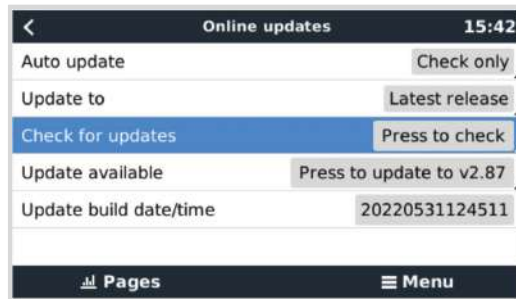 Online updates 15:42
Auto update Check only
Update to Latest release
Check for updates Press to check
Update available Press to update to v2.87
Update build date/time 20220531124511
Pages Menu